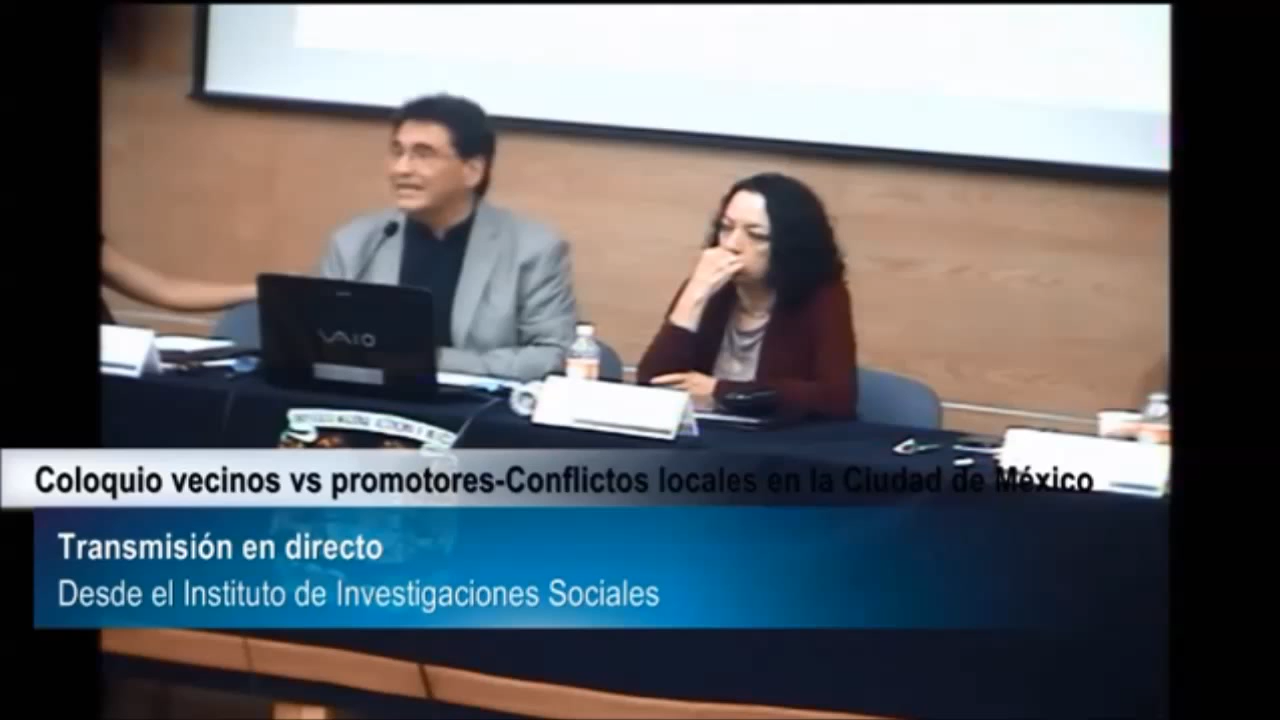 VAIO
Coloquio vecinos vs promotores-Conflictos locales en la Ciudad de México
Transmisión en directo
Desde el Instituto de Investigaciones Sociales